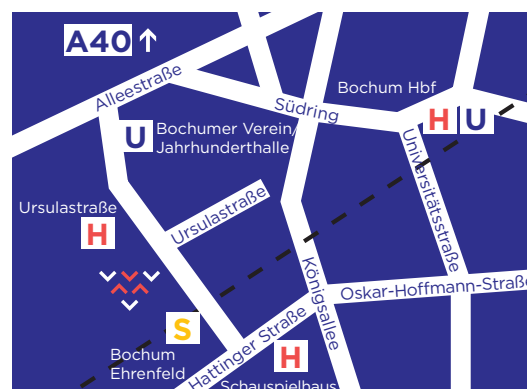 A40 ↑
Alleestraße
Bochum Hbf
Südring
H U
U
Bochumer Verein/
Jahrhunderthalle
Universitätsstraße
Ursulastraße
H
Ursulastraße
Königsallee
Oskar-Hoffmann-Straße
S
Bochum
Ehrenfeld
Hattinger Straße
H
Schauspielhaus